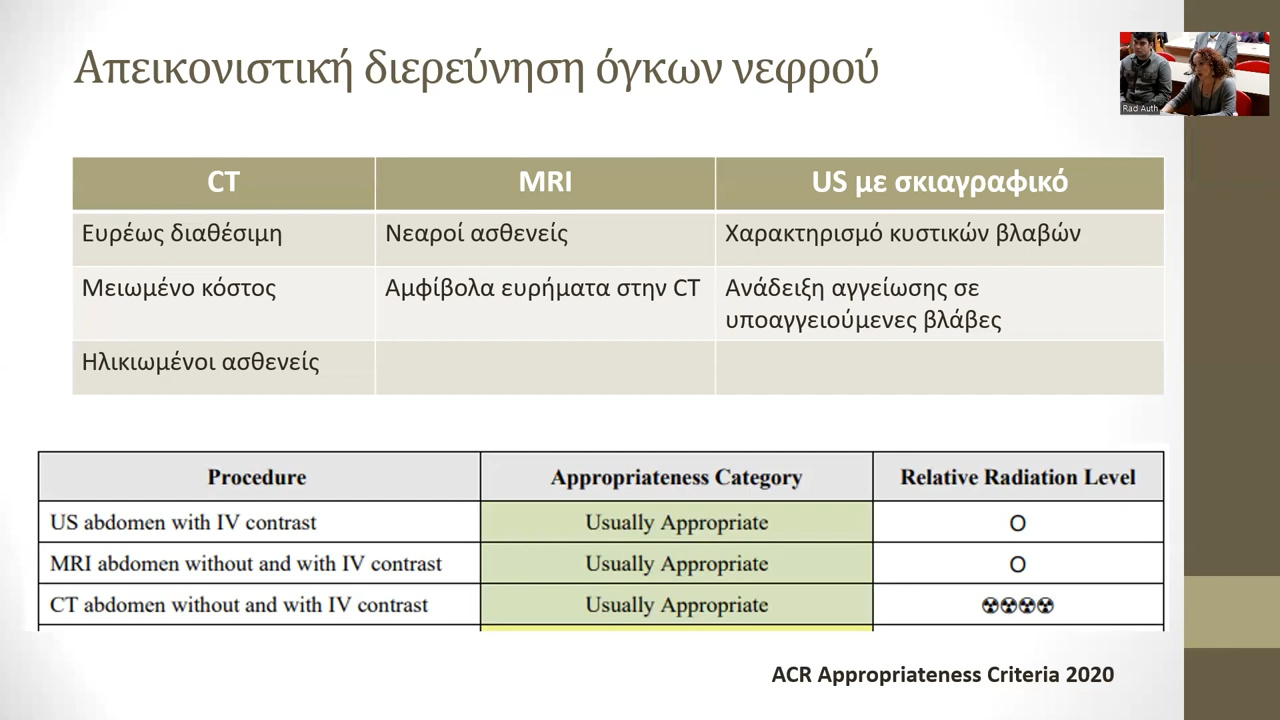 Απεικονιστική διερεύνηση όγκων νεφρού
Rad Auth
CT MRI US με σκιαγραφικό
Ευρέως διαθέσιμη Νεαροί ασθενείς Χαρακτηρισμό κυστικών βλαβών
Μειωμένο κόστος Αμφίβολα ευρήματα στην CT Ανάδειξη αγγείωσης σε
υποαγγειούμενες βλάβες
Ηλικιωμένοι ασθενείς
Procedure Appropriateness Category Relative Radiation Level
US abdomen with IV contrast Usually Appropriate O
MRI abdomen without and with IV contrast Usually Appropriate O
CT abdomen without and with IV contrast Usually Appropriate ☢☢☢☢
ACR Appropriateness Criteria 2020